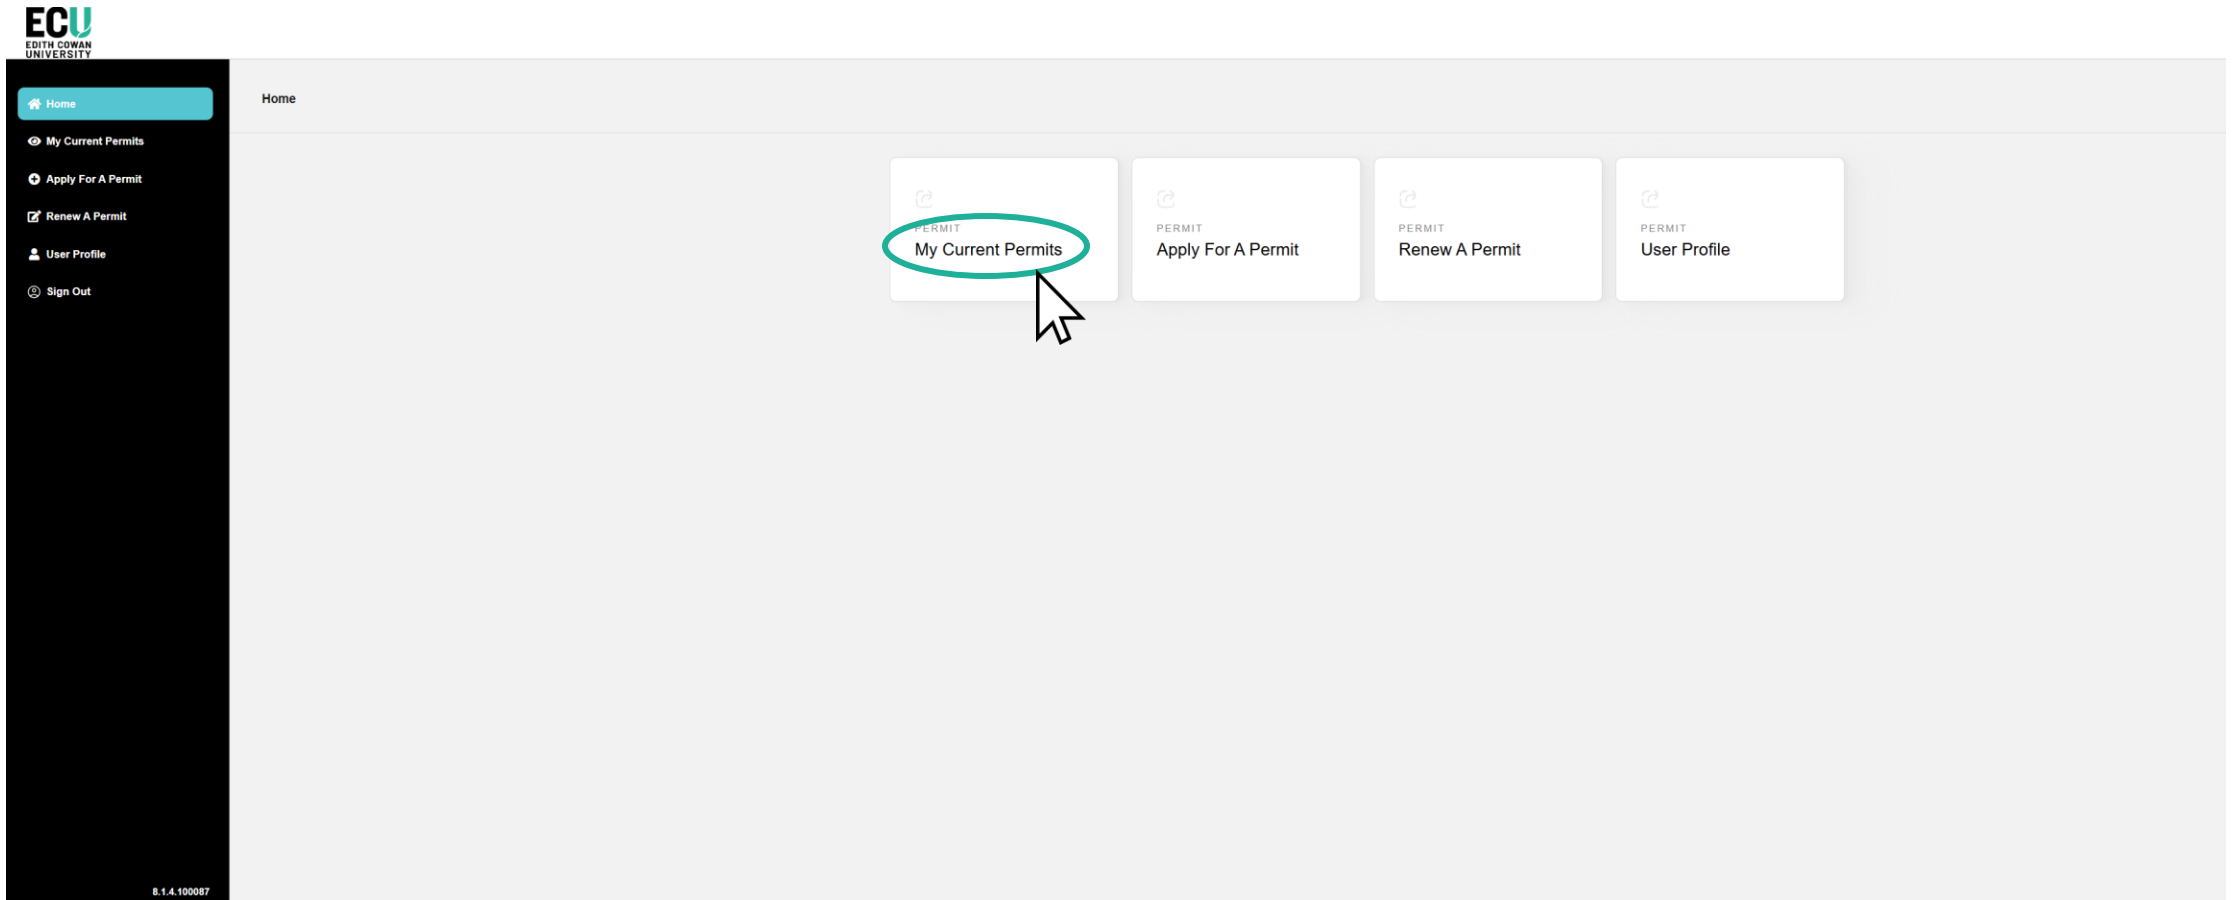 ECU
EDITH COWAN
UNIVERSITY
Home
My Current Permits
Apply For A Permit
Renew A Permit
User Profile
Sign Out
8.1.4.100087
Home
PERMIT
My Current Permits
PERMIT
Apply For A Permit
PERMIT
Renew A Permit
PERMIT
User Profile